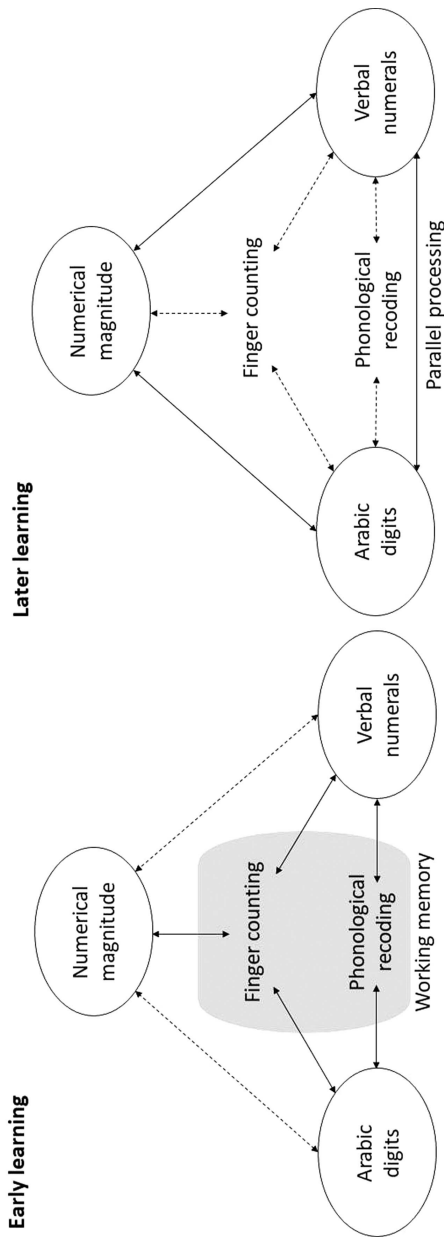 Early learning
Numerical
magnitude
Finger counting
Arabic
digits
Phonological
recoding
Verbal
numerals
Working memory
Later learning
Numerical
magnitude
Finger counting
Arabic
digits
Phonological
recoding
Verbal
numerals
Parallel processing